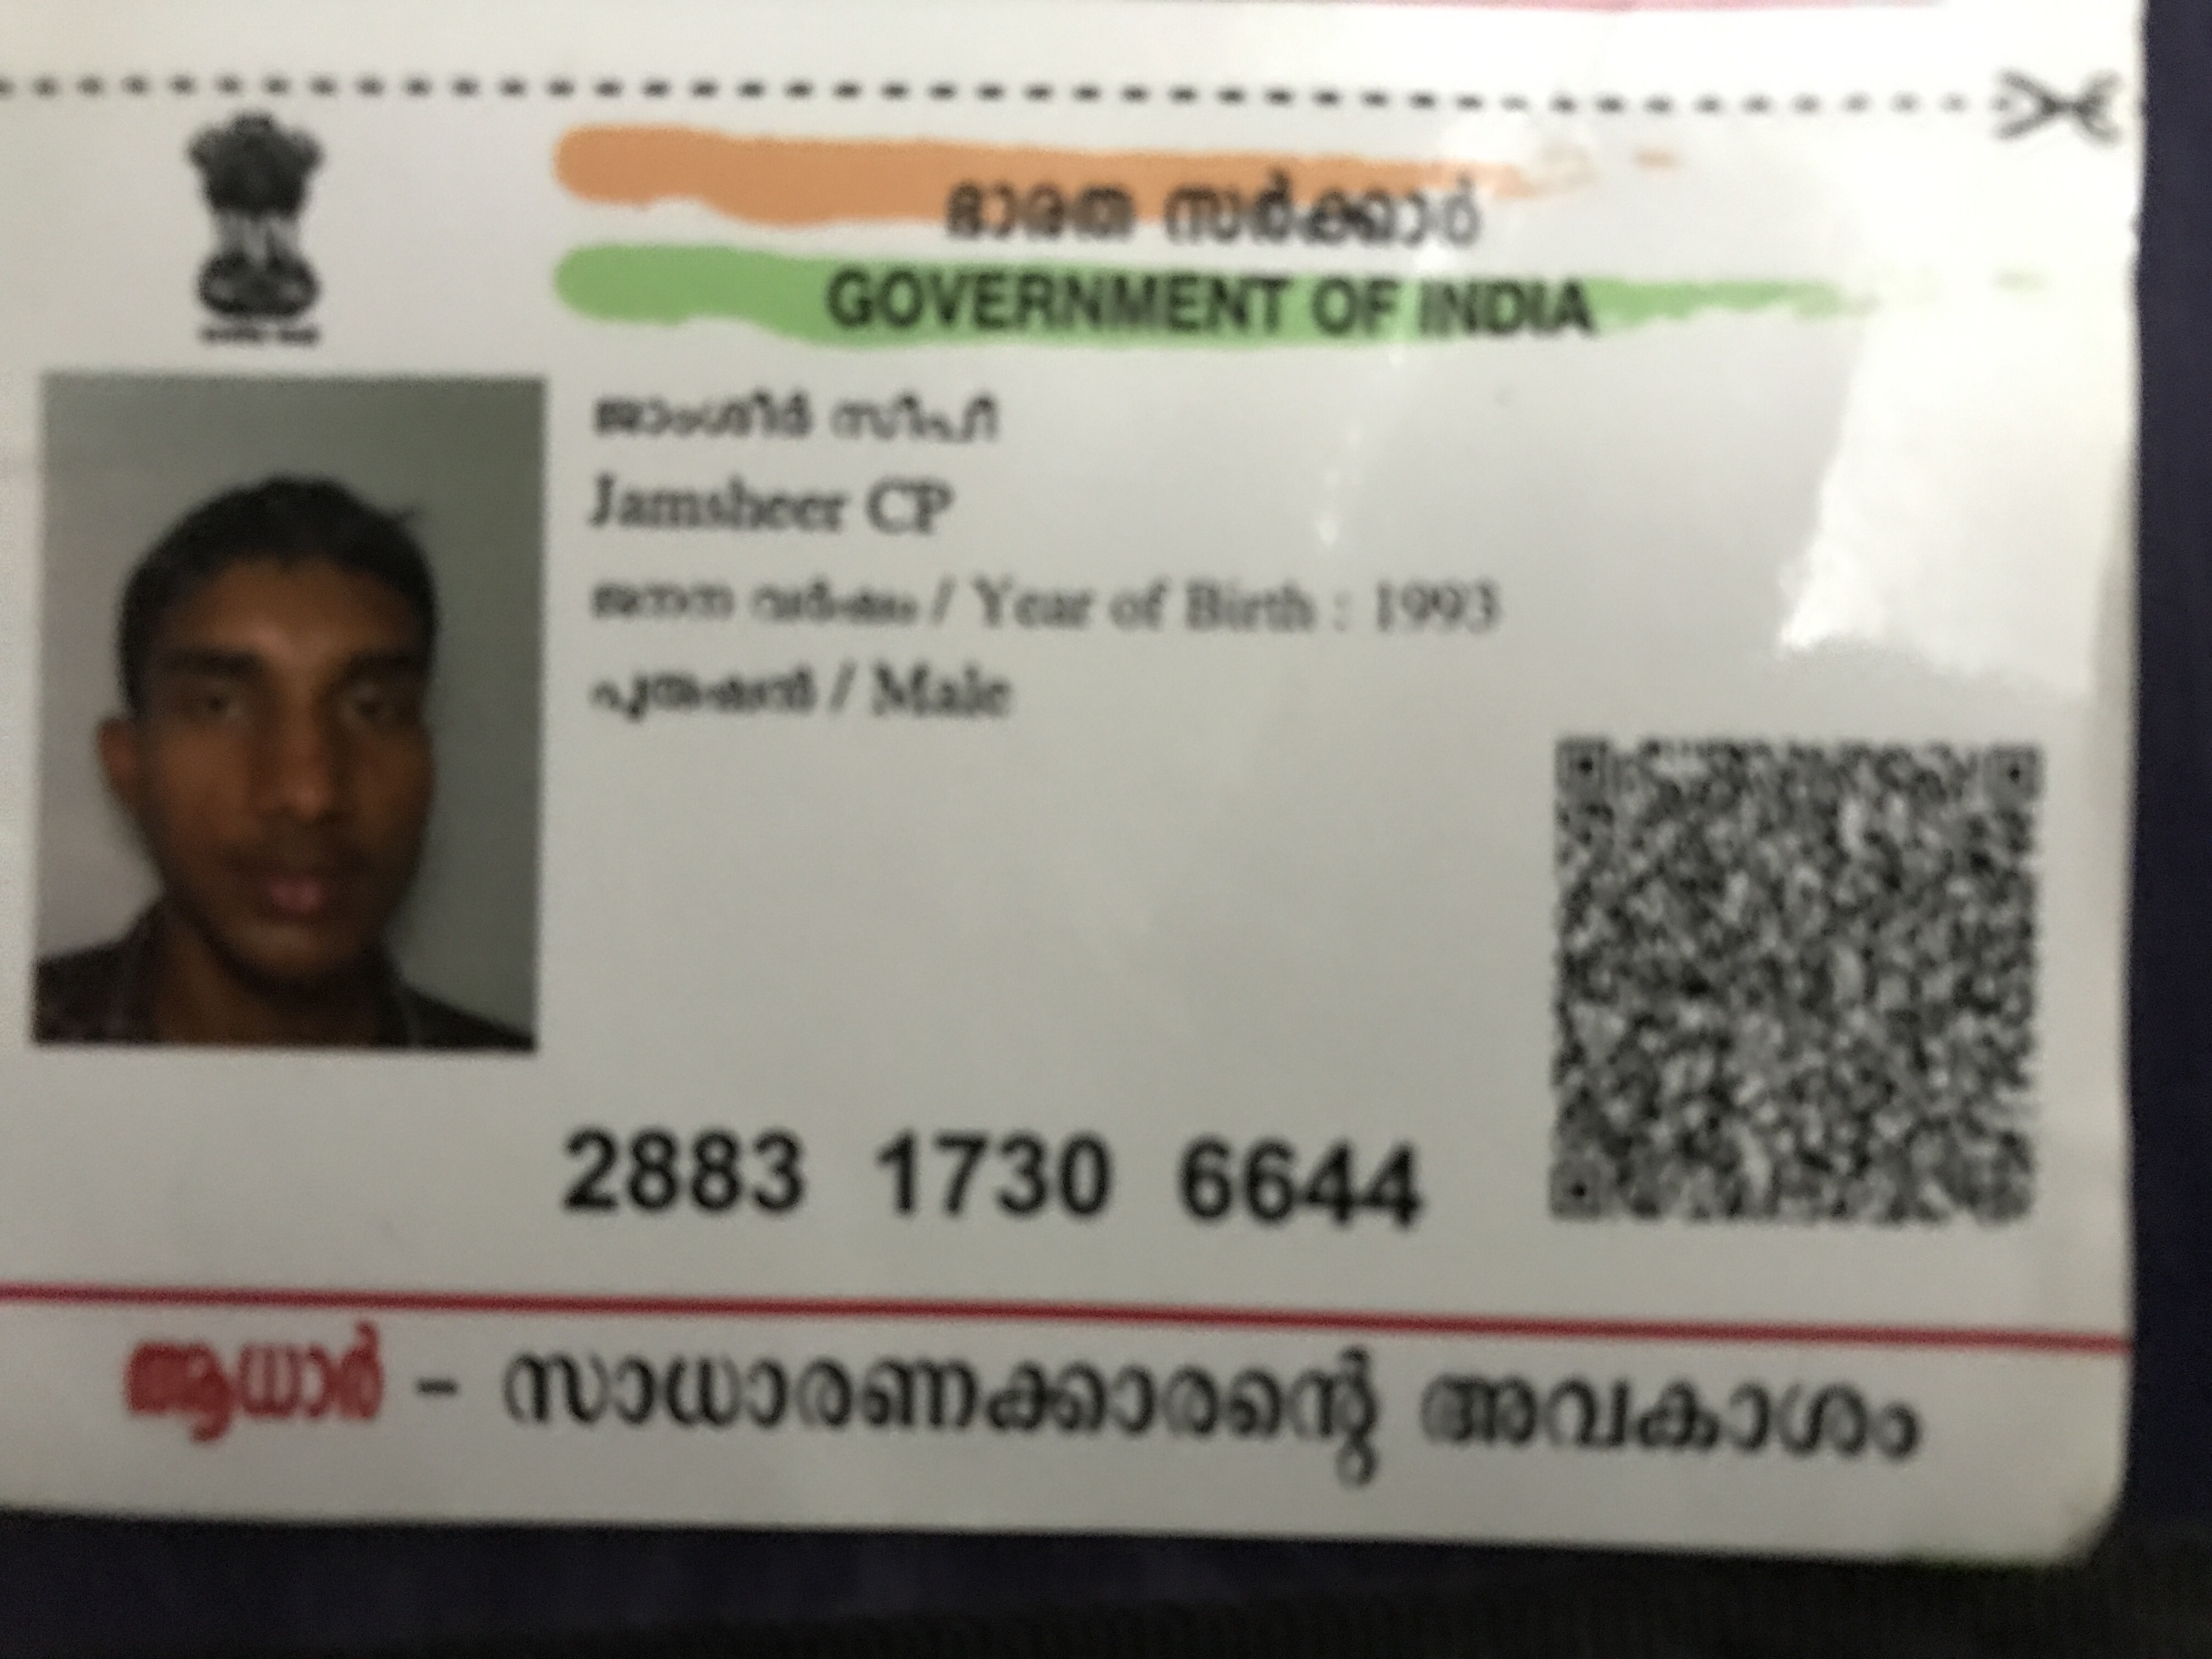 ഭാരത സർക്കാർ
GOVERNMENT OF INDIA
ജാംഷീർ സി.പി
Jamsheer CP
ജനന വർഷം / Year of Birth : 1993
പുരുഷൻ / Male
2883 1730 6644
ആധാർ - സാധാരണക്കാരന്റെ അവകാശം